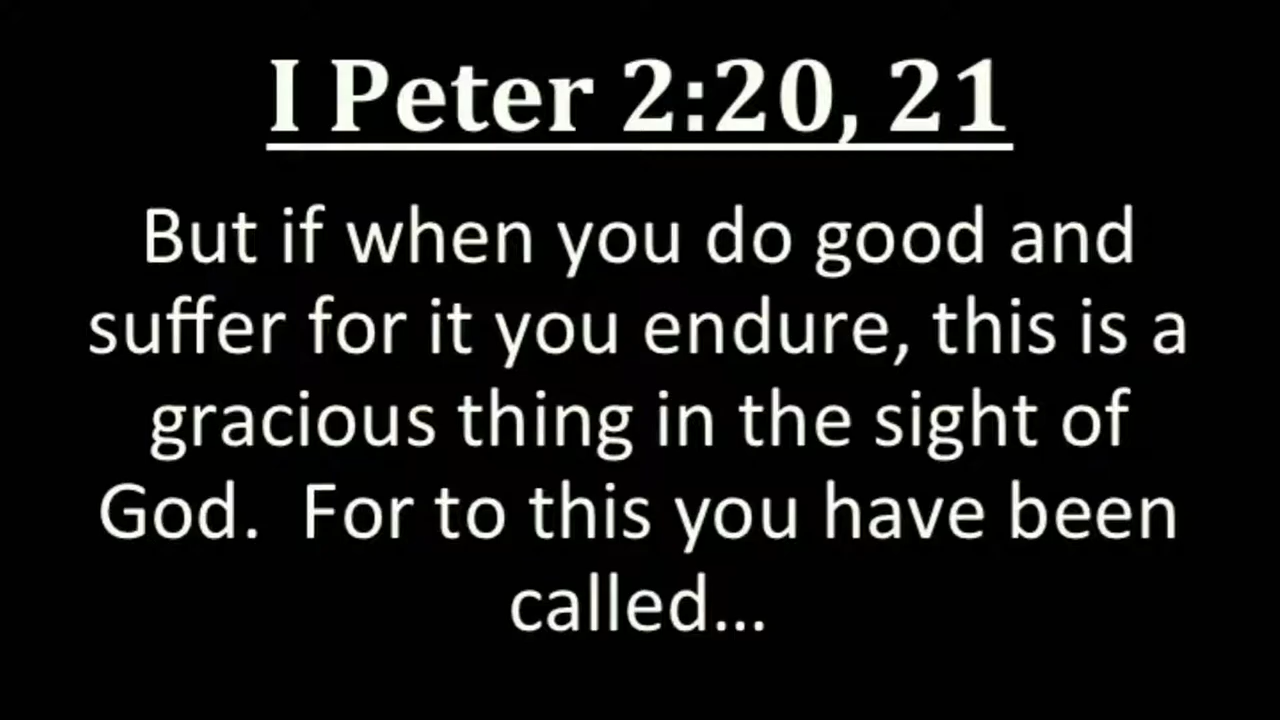 I Peter 2:20, 21
But if when you do good and
suffer for it you endure, this is a
gracious thing in the sight of
God.  For to this you have been
called...